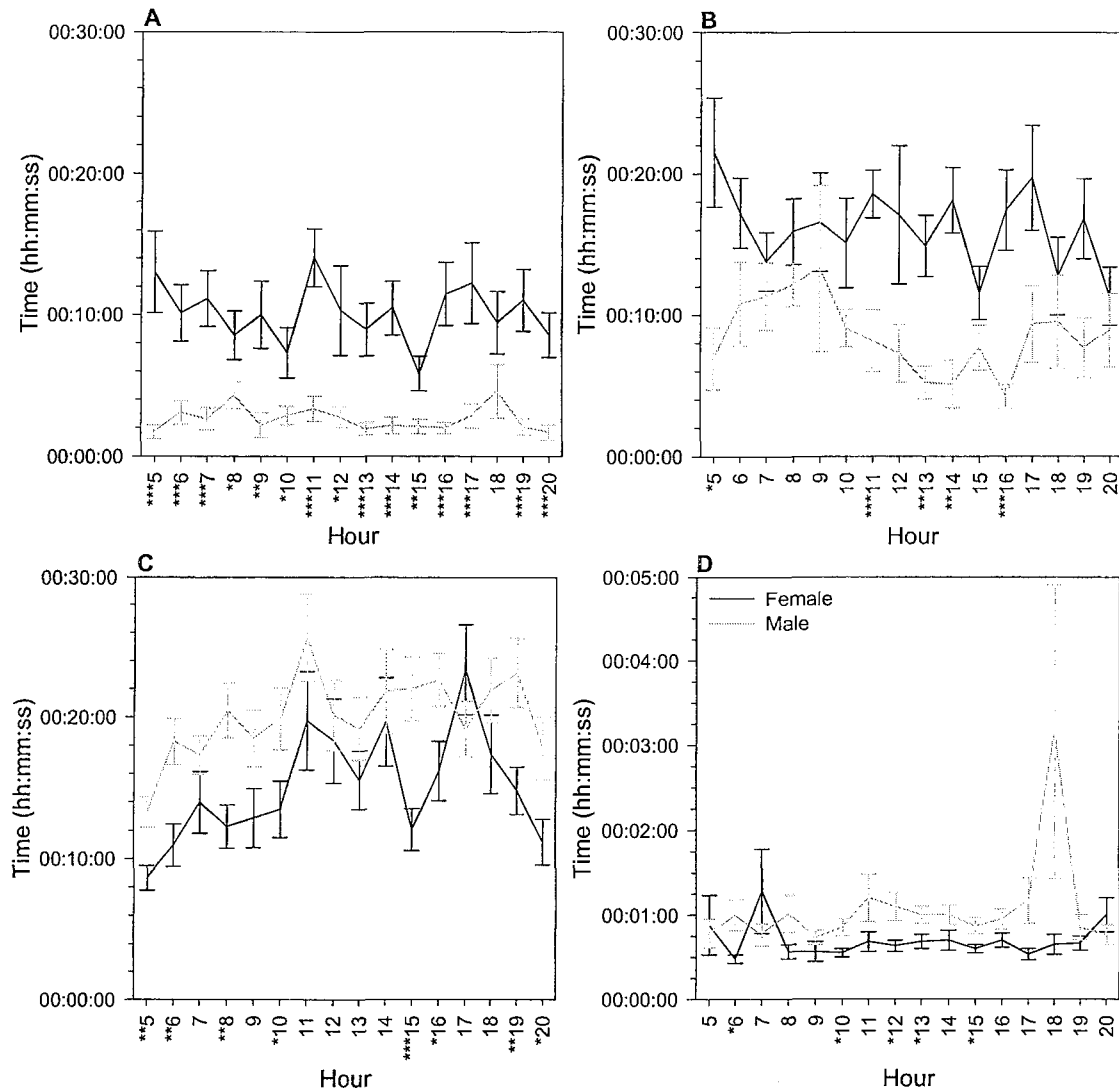 A
00:30:00
00:20:00
00:10:00
00:00:00
Time (hh:mm:ss)
***5 ***6 ***7 *8 **9 *10 ***11 *12 ***13 ***14 **15 ***16 ***17 18 ***19 ***20
Hour
B
00:30:00
00:20:00
00:10:00
00:00:00
Time (hh:mm:ss)
*5 6 7 8 9 10 ***11 12 **13 **14 15 ***16 17 18 19 20
Hour
C
00:30:00
00:20:00
00:10:00
00:00:00
Time (hh:mm:ss)
**5 **6 7 **8 9 *10 11 12 13 14 ***15 *16 17 18 **19 *20
Hour
D
00:05:00
00:04:00
00:03:00
00:02:00
00:01:00
00:00:00
Time (hh:mm:ss)
Female
Male
5 *6 7 8 9 *10 11 *12 *13 14 *15 16 17 18 19 20
Hour